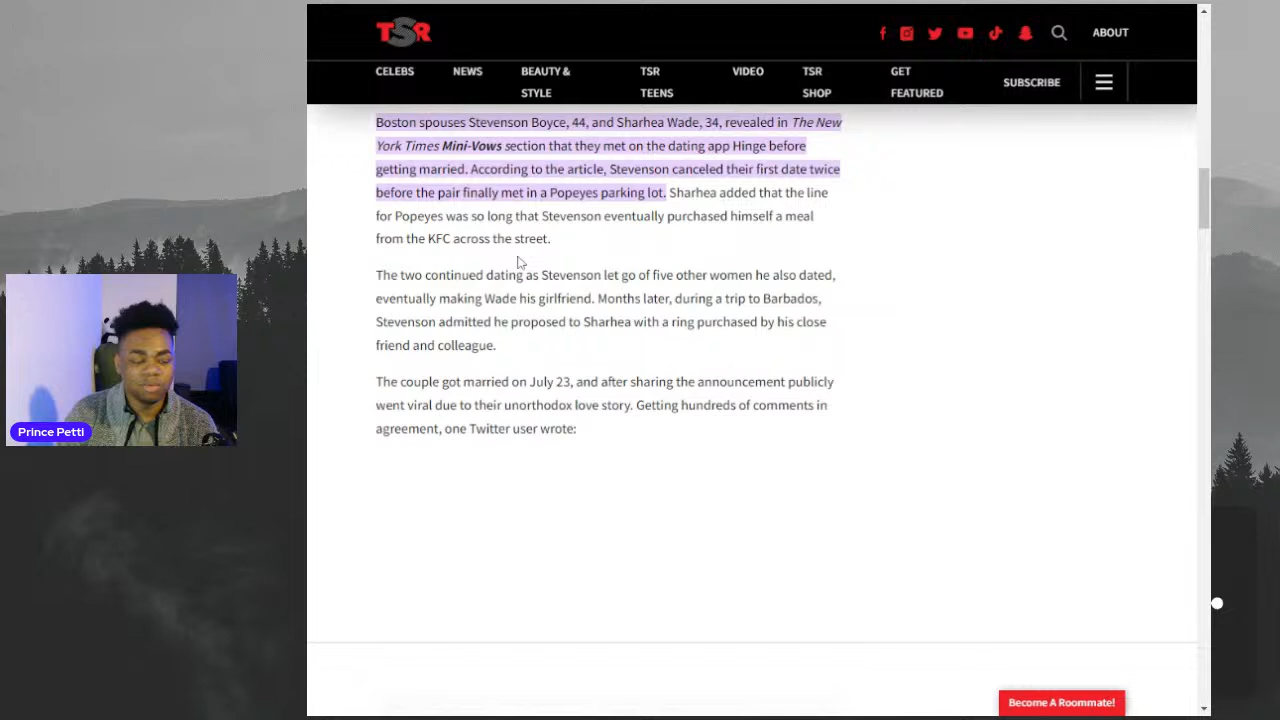 TSR
ABOUT
CELEBS
NEWS
BEAUTY &
STYLE
TSR
TEENS
VIDEO
TSR
SHOP
GET
FEATURED
SUBSCRIBE
Boston spouses Stevenson Boyce, 44, and Sharhea Wade, 34, revealed in The New
York Times Mini-Vows section that they met on the dating app Hinge before
getting married. According to the article, Stevenson canceled their first date twice
before the pair finally met in a Popeyes parking lot. Sharhea added that the line
for Popeyes was so long that Stevenson eventually purchased himself a meal
from the KFC across the street.
The two continued dating as Stevenson let go of five other women he also dated,
eventually making Wade his girlfriend. Months later, during a trip to Barbados,
Stevenson admitted he proposed to Sharhea with a ring purchased by his close
friend and colleague.
The couple got married on July 23, and after sharing the announcement publicly
went viral due to their unorthodox love story. Getting hundreds of comments in
agreement, one Twitter user wrote:
Prince Petti
Become A Roommate!